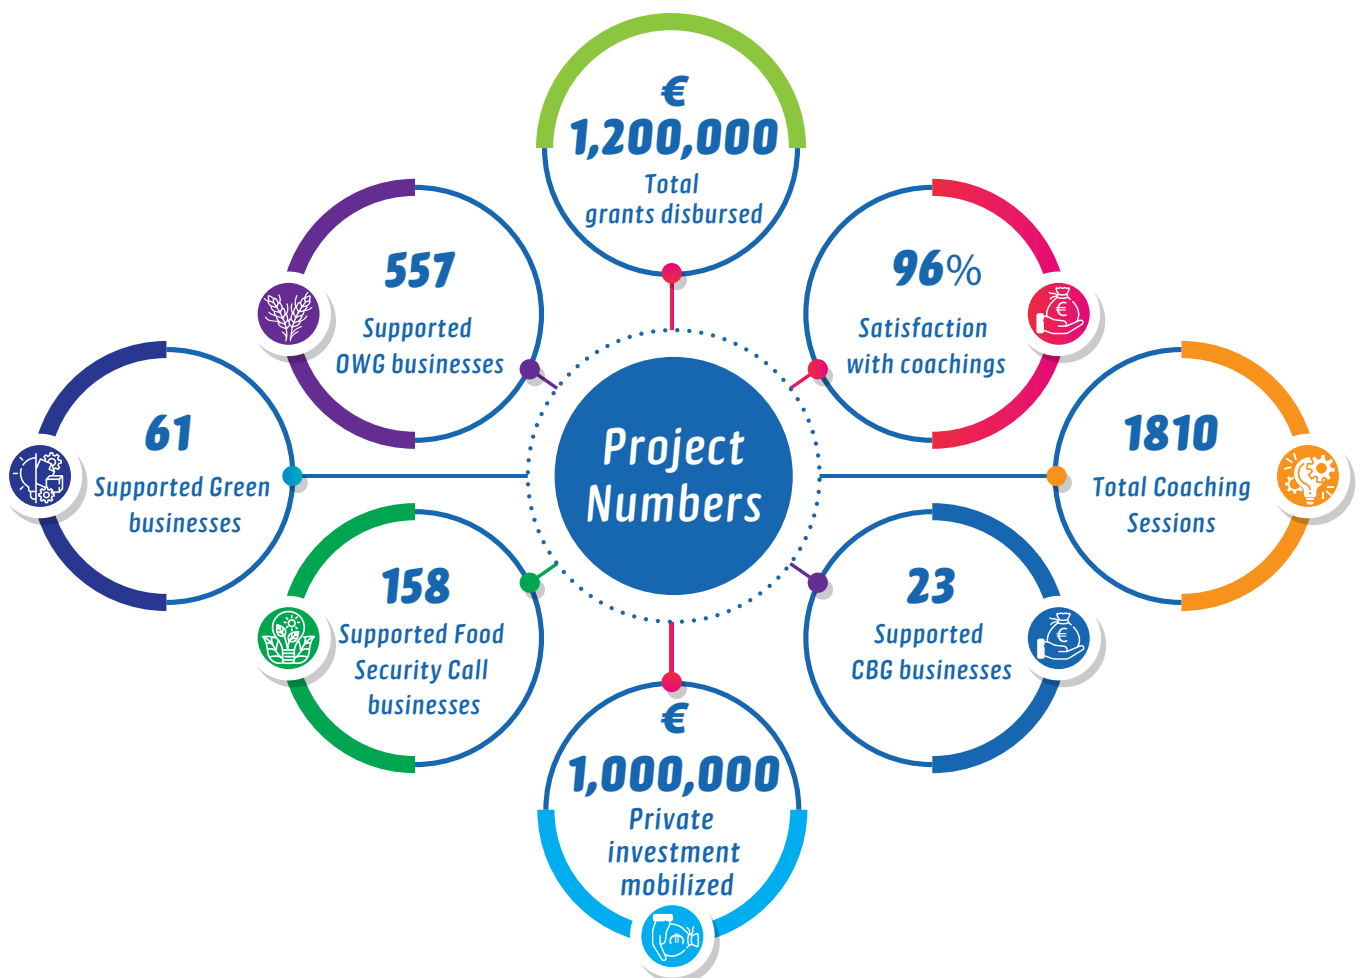 €
1,200,000
Total
grants disbursed
557
Supported
OWG businesses
96%
Satisfaction
with coachings
61
Supported Green
businesses
Project
Numbers
1810
Total Coaching
Sessions
158
Supported Food
Security Call
businesses
23
Supported
CBG businesses
€
1,000,000
Private
investment
mobilized